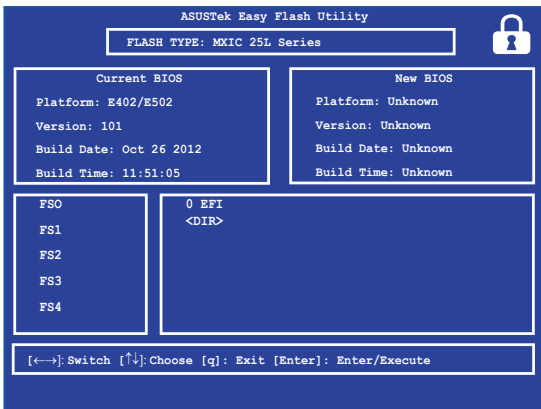 ASUSTek Easy Flash Utility
FLASH TYPE: MXIC 25L Series
Current BIOS
Platform: E402/E502
Version: 101
Build Date: Oct 26 2012
Build Time: 11:51:05
New BIOS
Platform: Unknown
Version: Unknown
Build Date: Unknown
Build Time: Unknown
FSO
FS1
FS2
FS3
FS4
0 EFI
<DIR>
[←→]: Switch [↑↓]: Choose [q]: Exit [Enter]: Enter/Execute